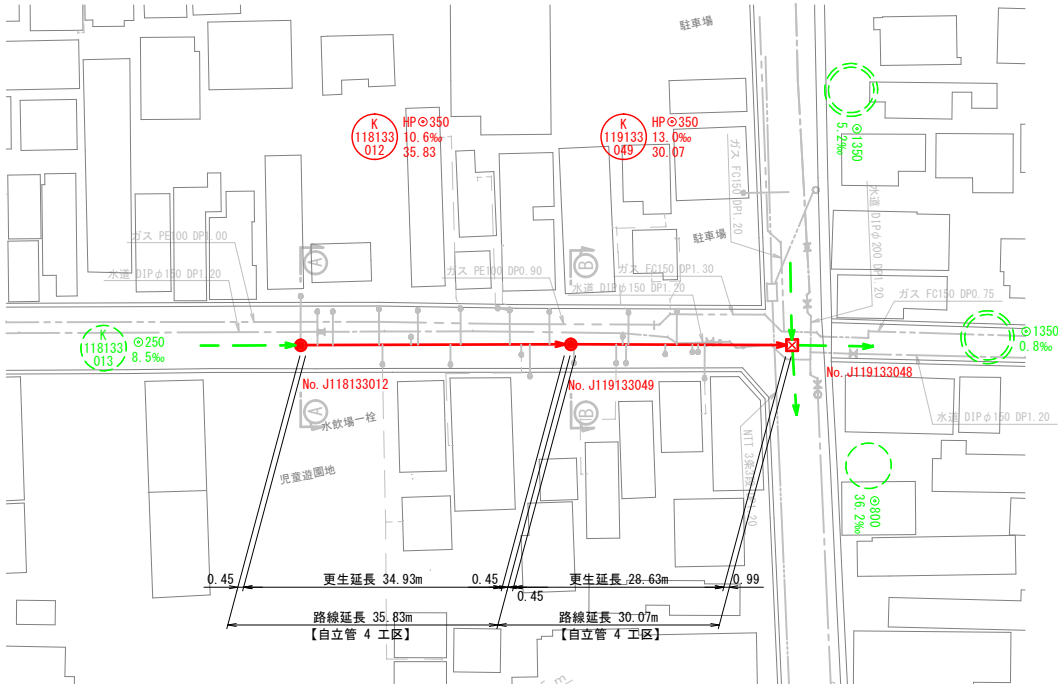 駐車場
K
118133
012
HP⊙350
10.6‰
35.83
K
119133
049
HP⊙350
13.0‰
30.07
⊙1350
5.2‰
ガス FC150 DP1.20
水道 DIPφ200 DP1.20
ガス PE100 DP1.00
水道 DIPφ150 DP1.20
A
ガス PE100 DP0.90
B
水道 DIPφ150 DP1.20
ガス FC150 DP1.30
駐車場
ガス FC150 DP0.75
K
118133
013
⊙250
8.5‰
⊙1350
0.8‰
No. J118133012
No. J119133049
No. J119133048
A
水飲場一栓
B
児童遊園地
NTT 3条3段 DP1.20
水道 DIPφ150 DP1.20
⊙800
36.2‰
0.45
更生延長 34.93m
0.45
0.45
更生延長 28.63m
0.99
路線延長 35.83m
【自立管 4 工区】
路線延長 30.07m
【自立管 4 工区】